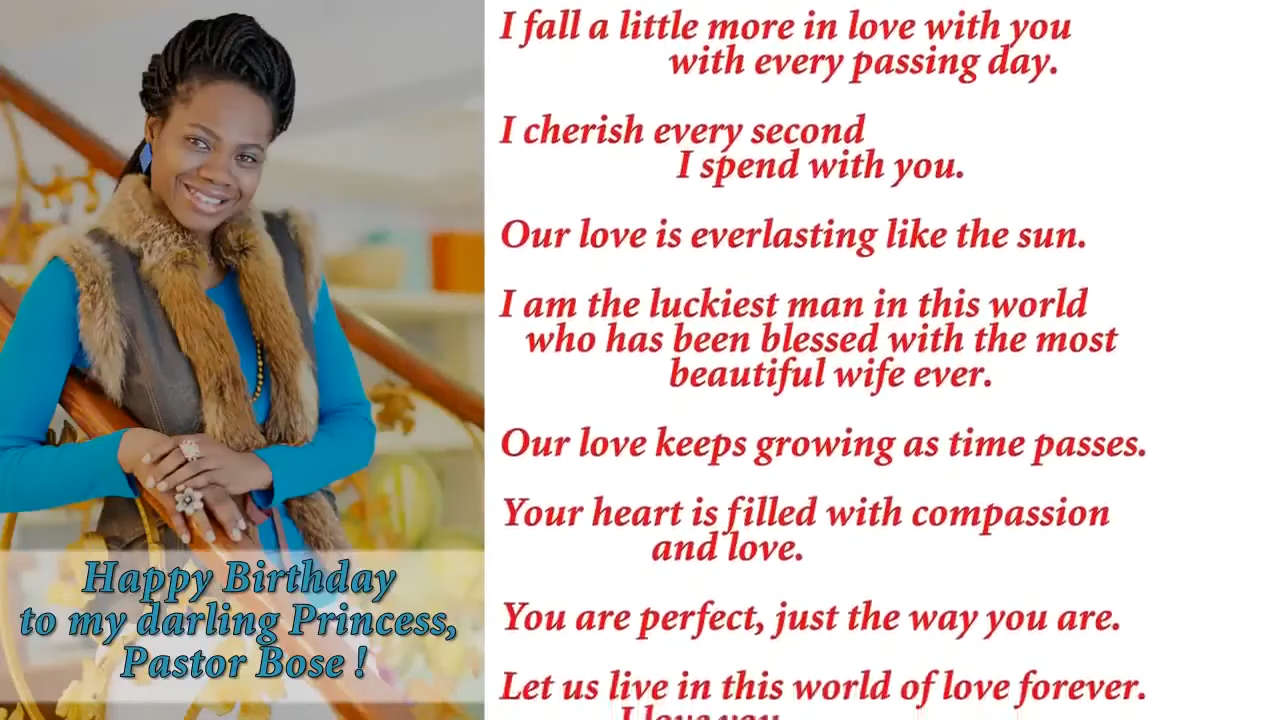 I fall a little more in love with you
with every passing day.
I cherish every second
I spend with you.
Our love is everlasting like the sun.
I am the luckiest man in this world
who has been blessed with the most
beautiful wife ever.
Our love keeps growing as time passes.
Your heart is filled with compassion
and love.
You are perfect, just the way you are.
Let us live in this world of love forever.
I love you
Happy Birthday
to my darling Princess,
Pastor Bose !